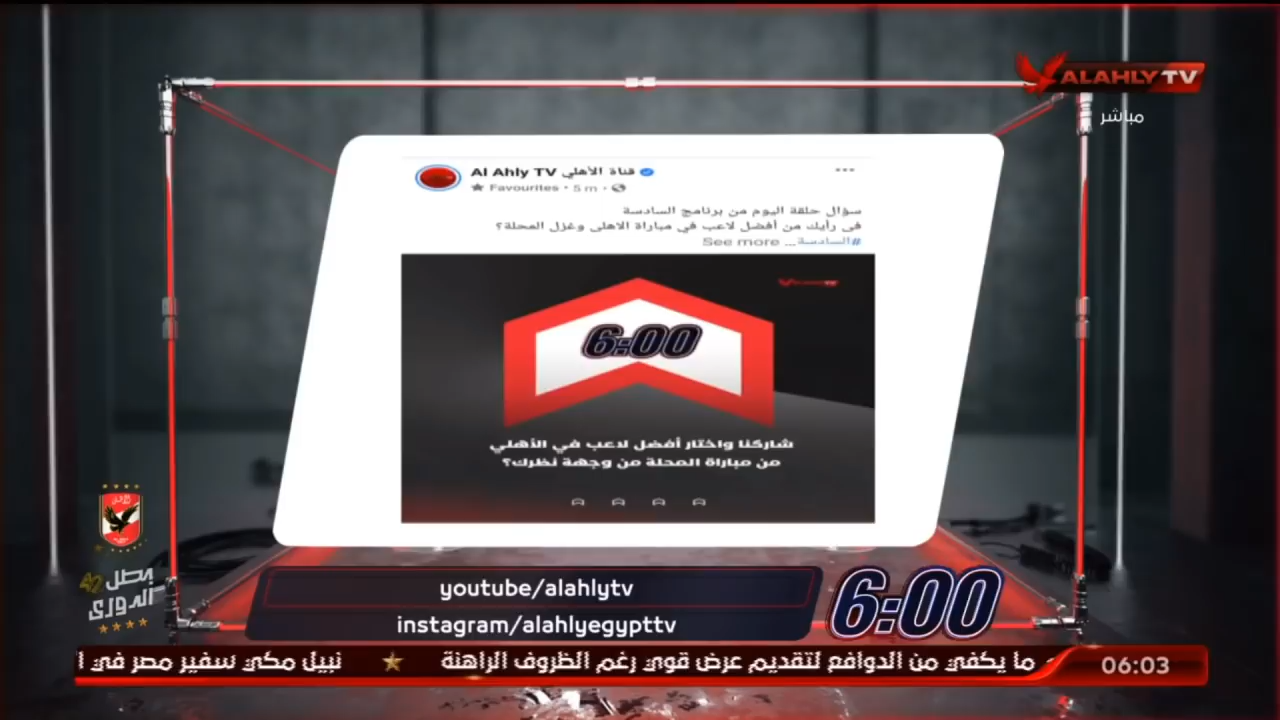 ALAHLY TV
مباشر
Al Ahly TV قناة الأهلي
Favourites · 5 m ·
سؤال حلقة اليوم من برنامج السادسة
فى رأيك من أفضل لاعب في مباراة الاهلى وغزل المحلة؟
#السادسة... See more
6:00
شاركنا واختار أفضل لاعب في الأهلي
من مباراة المحلة من وجهة نظرك؟
بطل
الدورى
youtube/alahlytv
instagram/alahlyegypttv
6:00
ما يكفي من الدوافع لتقديم عرض قوي رغم الظروف الراهنة
نبيل مكي سفير مصر في ا
06:03